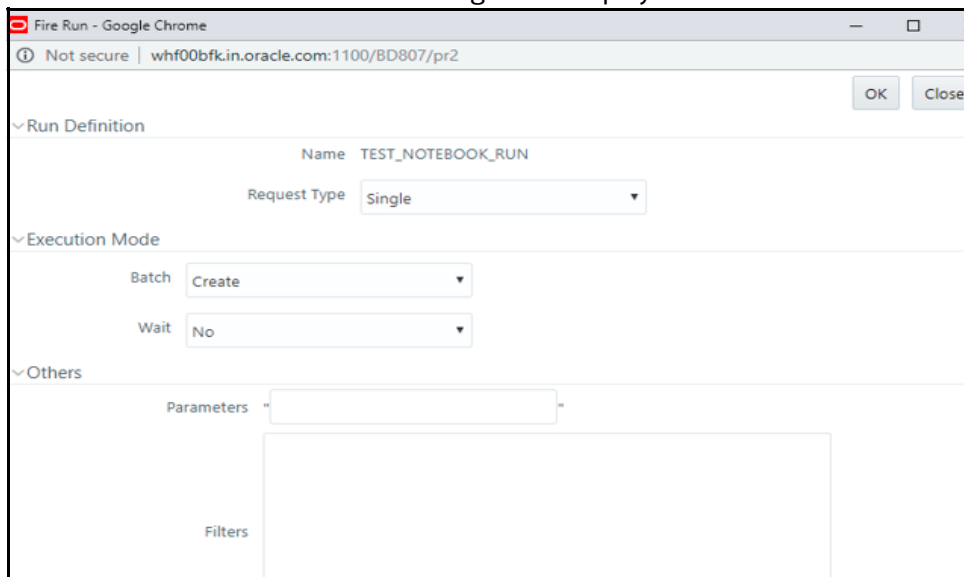 Fire Run - Google Chrome
Not secure | whf00bfk.in.oracle.com:1100/BD807/pr2
OK Close
Run Definition
Name TEST_NOTEBOOK_RUN
Request Type Single
Execution Mode
Batch Create
Wait No
Others
Parameters " "
Filters